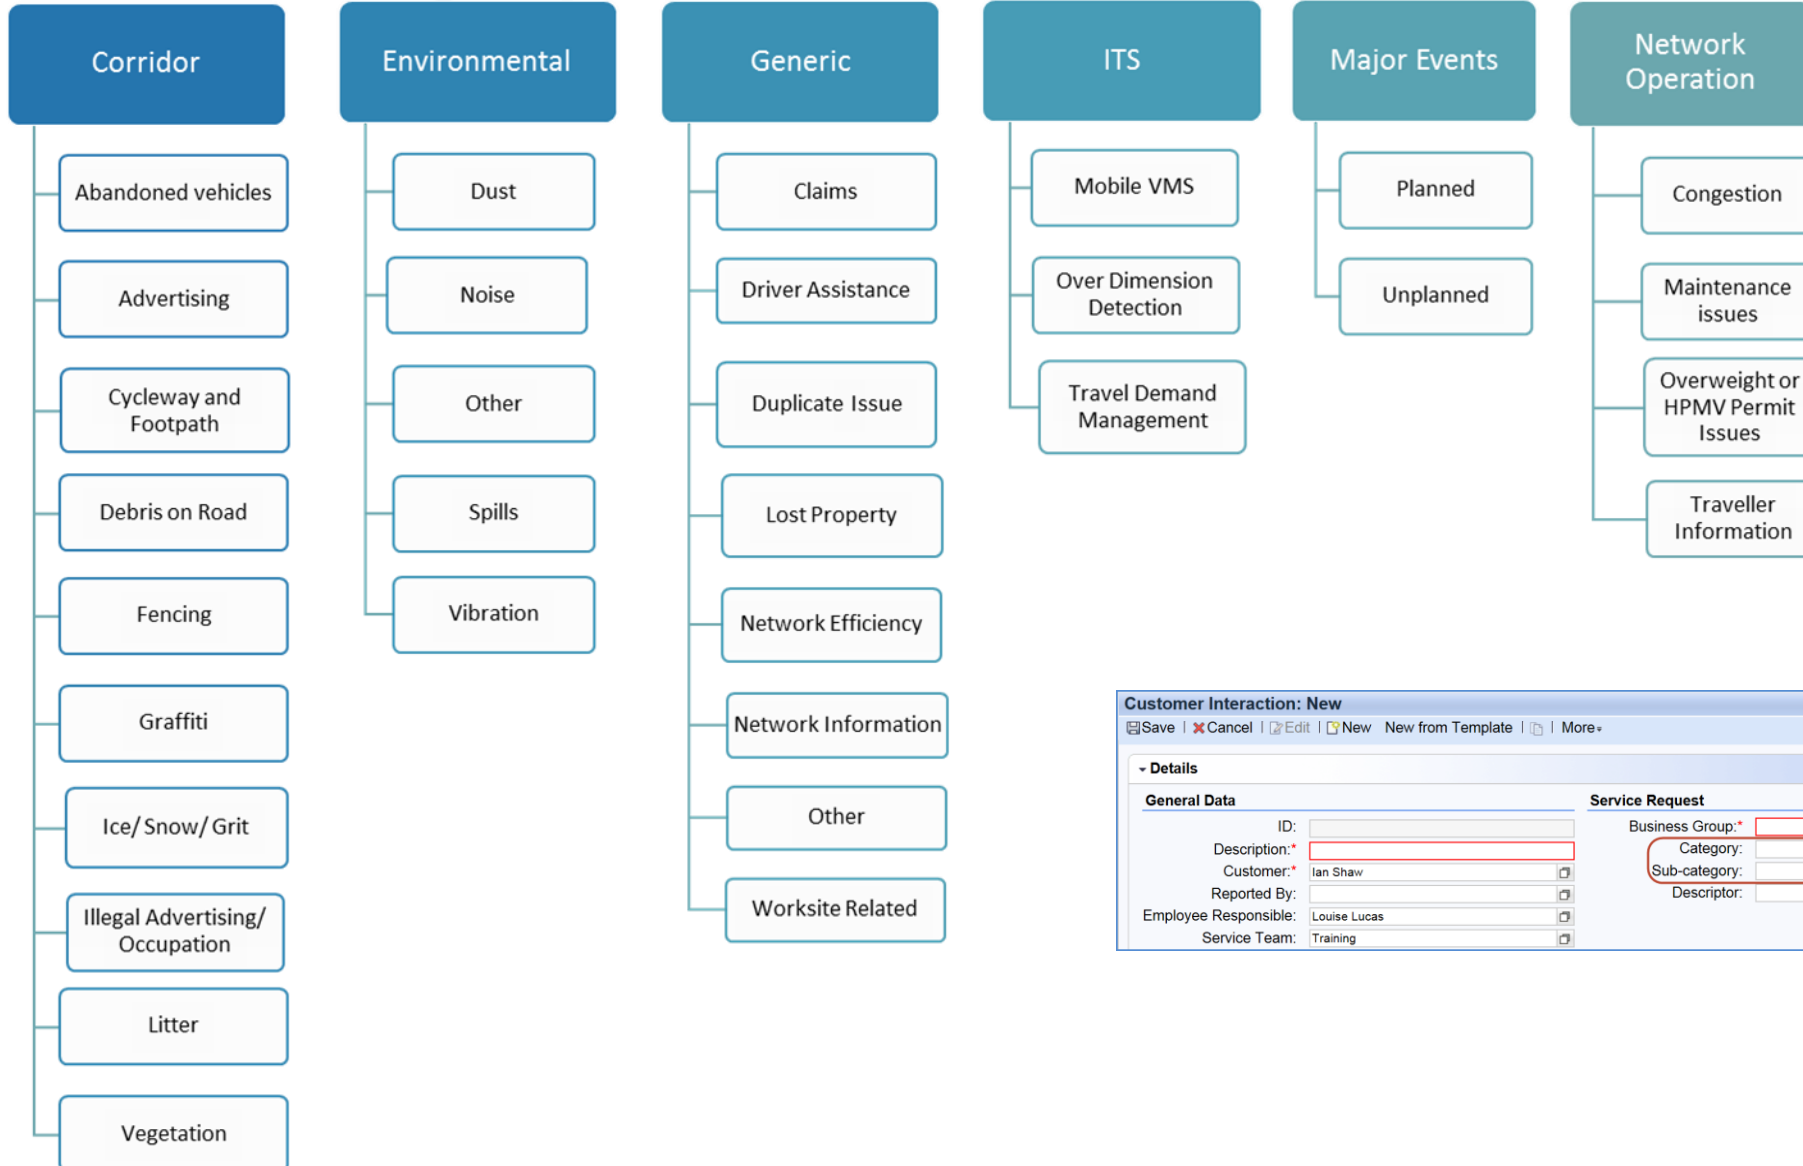 Corridor
Abandoned vehicles
Advertising
Cycleway and
Footpath
Debris on Road
Fencing
Graffiti
Ice/ Snow/ Grit
Illegal Advertising/
Occupation
Litter
Vegetation
Environmental
Dust
Noise
Other
Spills
Vibration
Generic
Claims
Driver Assistance
Duplicate Issue
Lost Property
Network Efficiency
Network Information
Other
Worksite Related
ITS
Mobile VMS
Over Dimension
Detection
Travel Demand
Management
Major Events
Planned
Unplanned
Network
Operation
Congestion
Maintenance
issues
Overweight or
HPMV Permit
Issues
Traveller
Information
Customer Interaction: New
Save | Cancel | Edit | New New from Template | | More
Details
General Data
ID:
Description:*
Customer:* Ian Shaw
Reported By:
Employee Responsible: Louise Lucas
Service Team: Training
Service Request
Business Group:*
Category:
Sub-category:
Descriptor: